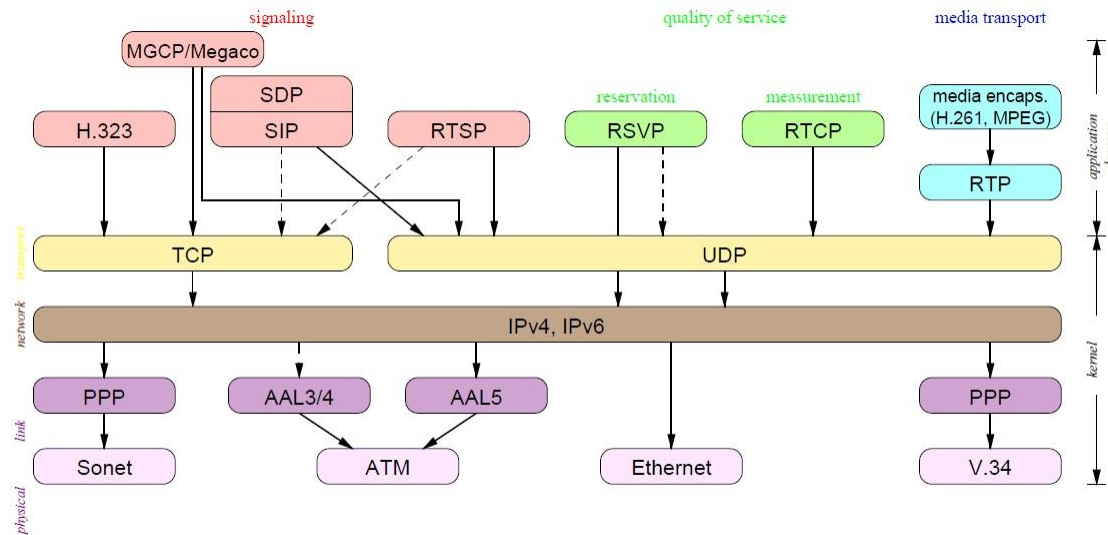 signaling
quality of service
media transport
MGCP/Megaco
SDP
reservation
measurement
media encaps.
(H.261, MPEG)
H.323
SIP
RTSP
RSVP
RTCP
application
RTP
transport
TCP
UDP
network
IPv4, IPv6
kernel
PPP
AAL3/4
AAL5
PPP
link
Sonet
ATM
Ethernet
V.34
physical